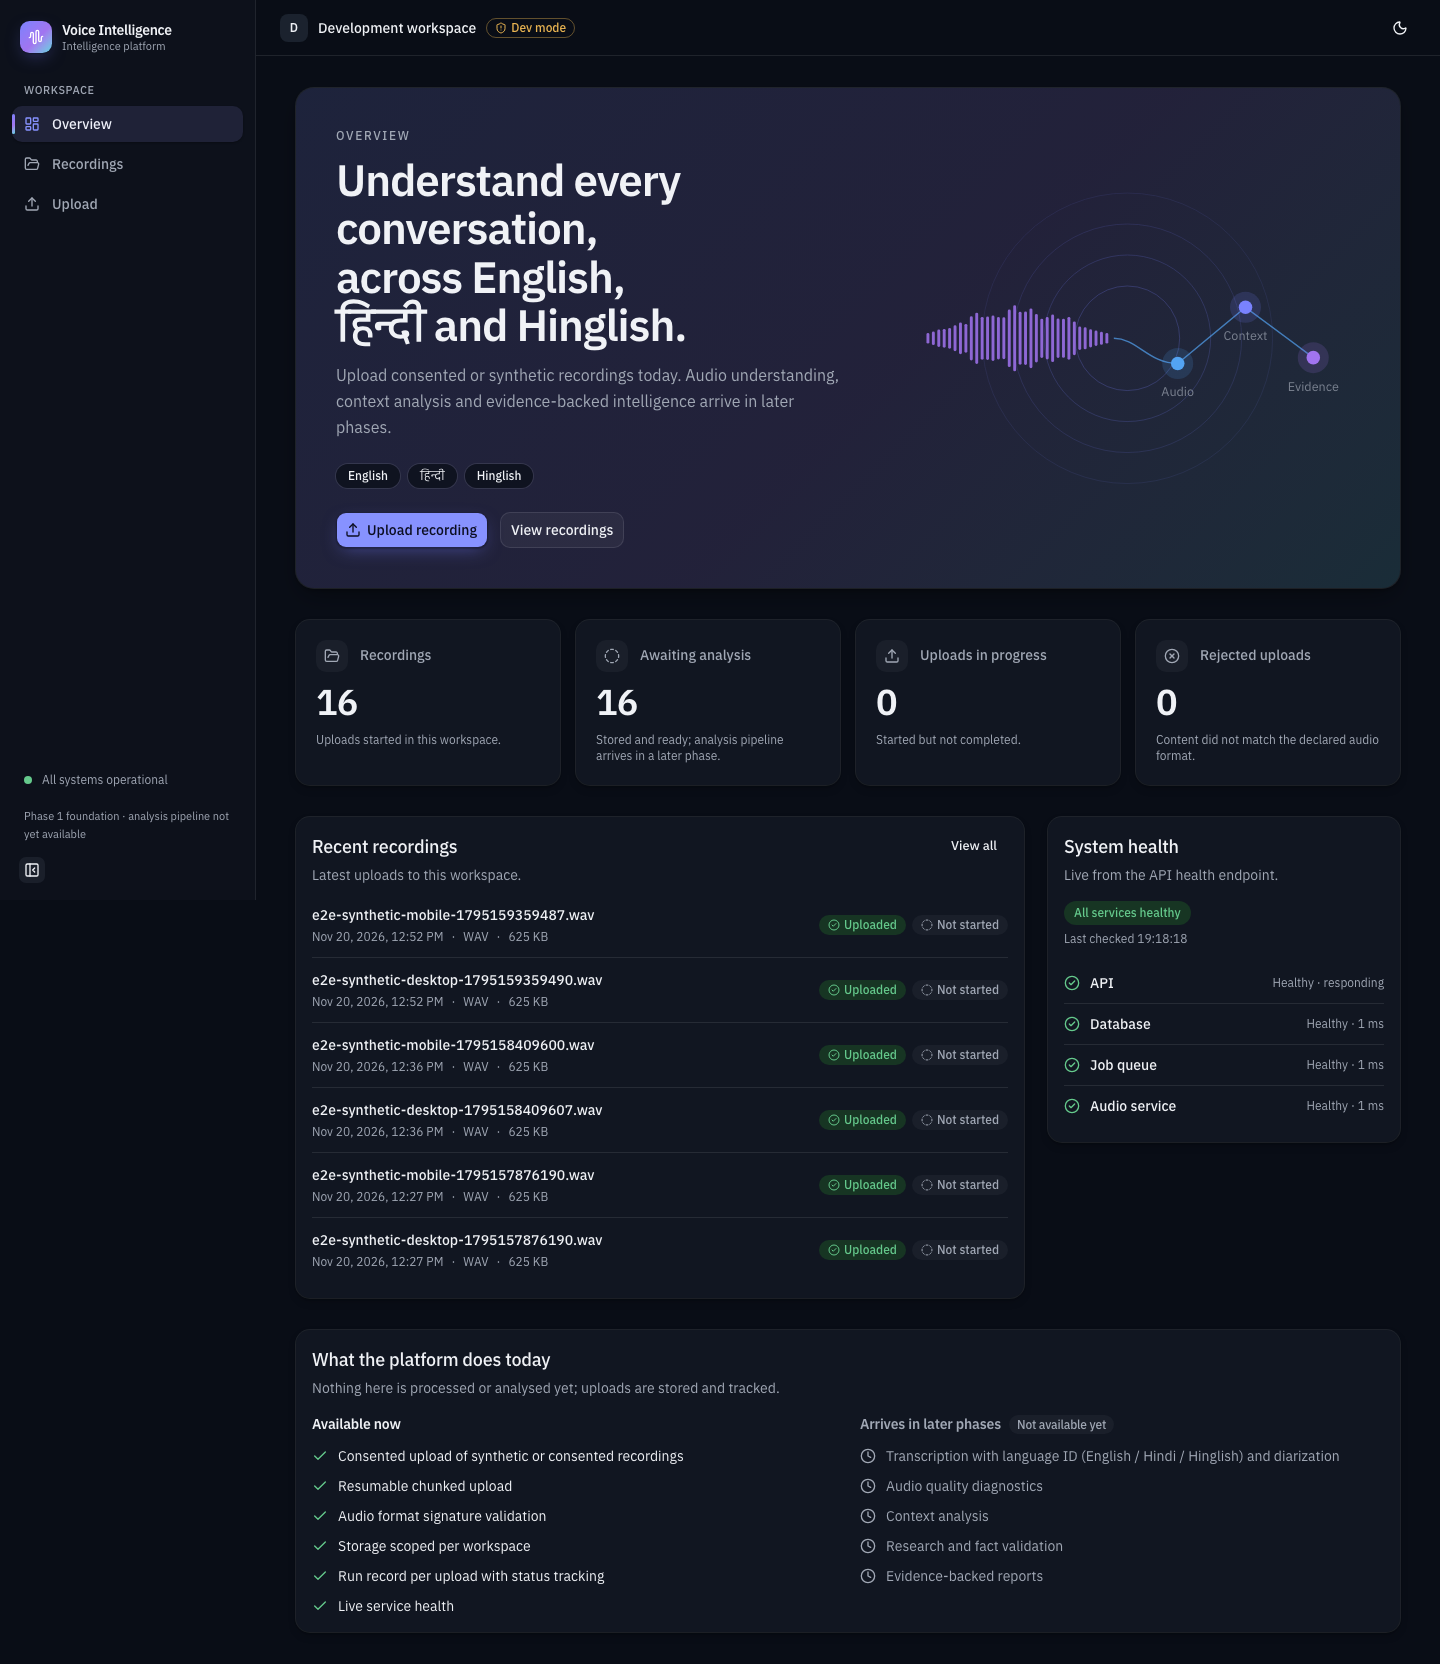 Voice Intelligence
Intelligence platform
WORKSPACE
Overview
Recordings
Upload
All systems operational
Phase 1 foundation · analysis pipeline not
yet available
D Development workspace Dev mode
OVERVIEW
Understand every
conversation,
across English,
हिन्दी and Hinglish.
Upload consented or synthetic recordings today. Audio understanding,
context analysis and evidence-backed intelligence arrive in later
phases.
English हिन्दी Hinglish
Upload recording View recordings
Context
Audio
Evidence
Recordings
16
Uploads started in this workspace.
Awaiting analysis
16
Stored and ready; analysis pipeline
arrives in a later phase.
Uploads in progress
0
Started but not completed.
Rejected uploads
0
Content did not match the declared audio
format.
Recent recordings View all
Latest uploads to this workspace.
e2e-synthetic-mobile-1795159359487.wav
Nov 20, 2026, 12:52 PM · WAV · 625 KB
Uploaded Not started
e2e-synthetic-desktop-1795159359490.wav
Nov 20, 2026, 12:52 PM · WAV · 625 KB
Uploaded Not started
e2e-synthetic-mobile-1795158409600.wav
Nov 20, 2026, 12:36 PM · WAV · 625 KB
Uploaded Not started
e2e-synthetic-desktop-1795158409607.wav
Nov 20, 2026, 12:36 PM · WAV · 625 KB
Uploaded Not started
e2e-synthetic-mobile-1795157876190.wav
Nov 20, 2026, 12:27 PM · WAV · 625 KB
Uploaded Not started
e2e-synthetic-desktop-1795157876190.wav
Nov 20, 2026, 12:27 PM · WAV · 625 KB
Uploaded Not started
System health
Live from the API health endpoint.
All services healthy
Last checked 19:18:18
API Healthy · responding
Database Healthy · 1 ms
Job queue Healthy · 1 ms
Audio service Healthy · 1 ms
What the platform does today
Nothing here is processed or analysed yet; uploads are stored and tracked.
Available now
Consented upload of synthetic or consented recordings
Resumable chunked upload
Audio format signature validation
Storage scoped per workspace
Run record per upload with status tracking
Live service health
Arrives in later phases Not available yet
Transcription with language ID (English / Hindi / Hinglish) and diarization
Audio quality diagnostics
Context analysis
Research and fact validation
Evidence-backed reports